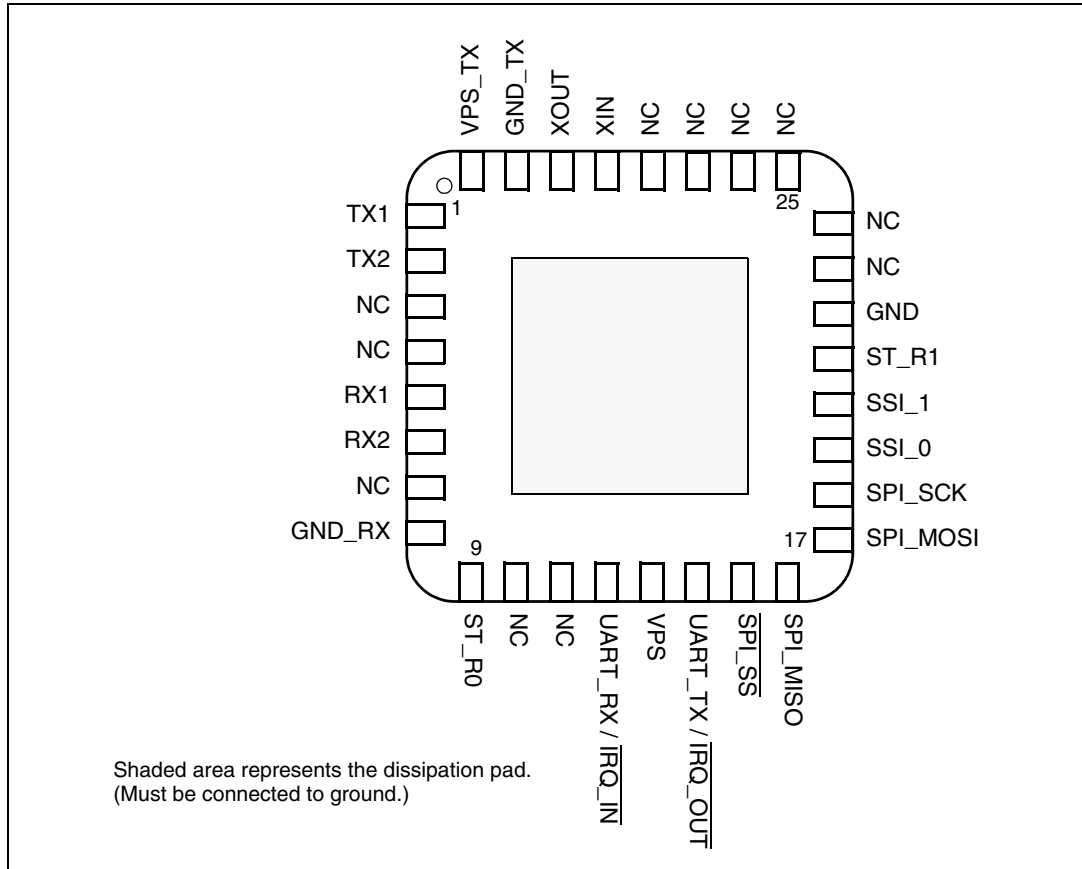 VPS_TX
GND_TX
XOUT
XIN
NC
NC
NC
NC
1
25
TX1
TX2
NC
NC
RX1
RX2
NC
GND_RX
NC
NC
GND
ST_R1
SSI_1
SSI_0
SPI_SCK
SPI_MOSI
9
17
ST_R0
NC
NC
UART_RX / IRQ_IN
VPS
UART_TX / IRQ_OUT
SPI_SS
SPI_MISO
Shaded area represents the dissipation pad.
(Must be connected to ground.)